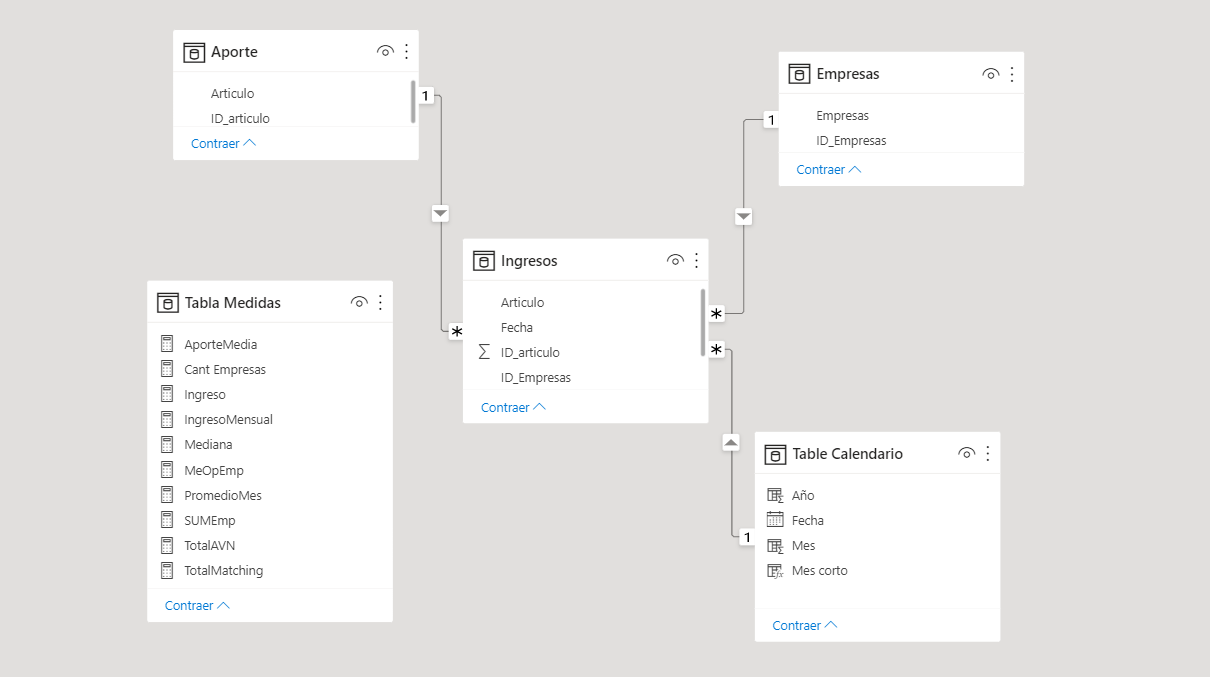 Aporte
Articulo
ID_articulo
Contraer
1
Empresas
Empresas
ID_Empresas
Contraer
1
Ingresos
Articulo
Fecha
ID_articulo
ID_Empresas
Contraer
*
*
*
Tabla Medidas
AporteMedia
Cant Empresas
Ingreso
IngresoMensual
Mediana
MeOpEmp
PromedioMes
SUMEmp
TotalAVN
TotalMatching
Contraer
Table Calendario
Año
Fecha
Mes
Mes corto
Contraer
1